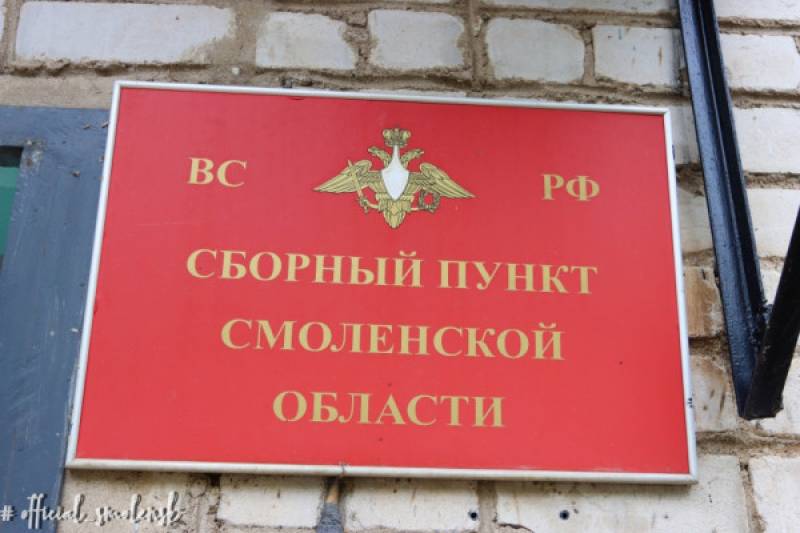 ВС РФ
СБОРНЫЙ ПУНКТ
СМОЛЕНСКОЙ
ОБЛАСТИ
# official_smolensk